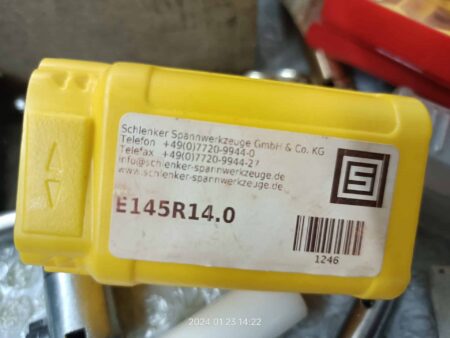 Schlenker Spannwerkzeuge GmbH & Co. KG
Telefon +49(0)7720-9944-0
Telefax +49(0)7720-9944-27
info@schlenker-spannwerkzeuge.de
www.schlenker-spannwerkzeuge.de
S
E145R14.0
1246
2024 01 23 14:22